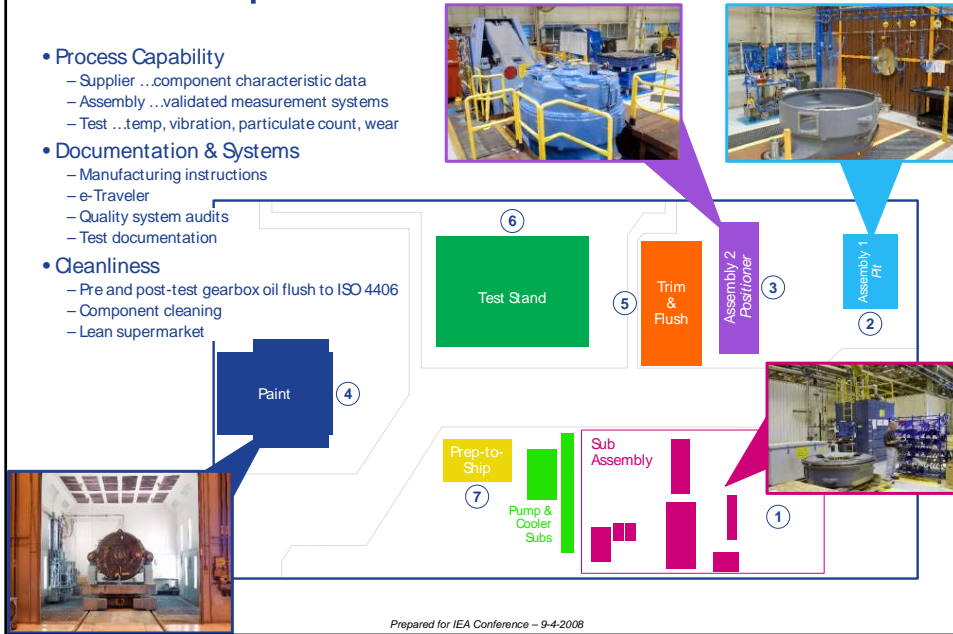 • Process Capability
– Supplier …component characteristic data
– Assembly …validated measurement systems
– Test …temp, vibration, particulate count, wear
• Documentation & Systems
– Manufacturing instructions
– e-Traveler
– Quality system audits
– Test documentation
• Cleanliness
– Pre and post-test gearbox oil flush to ISO 4406
– Component cleaning
– Lean supermarket
6
Test Stand
5
Trim
&
Flush
Assembly 2
Positioner
3
Assembly 1
Pit
2
Paint
4
Prep-to-
Ship
7
Pump &
Cooler
Subs
Sub
Assembly
1
Prepared for IEA Conference – 9-4-2008